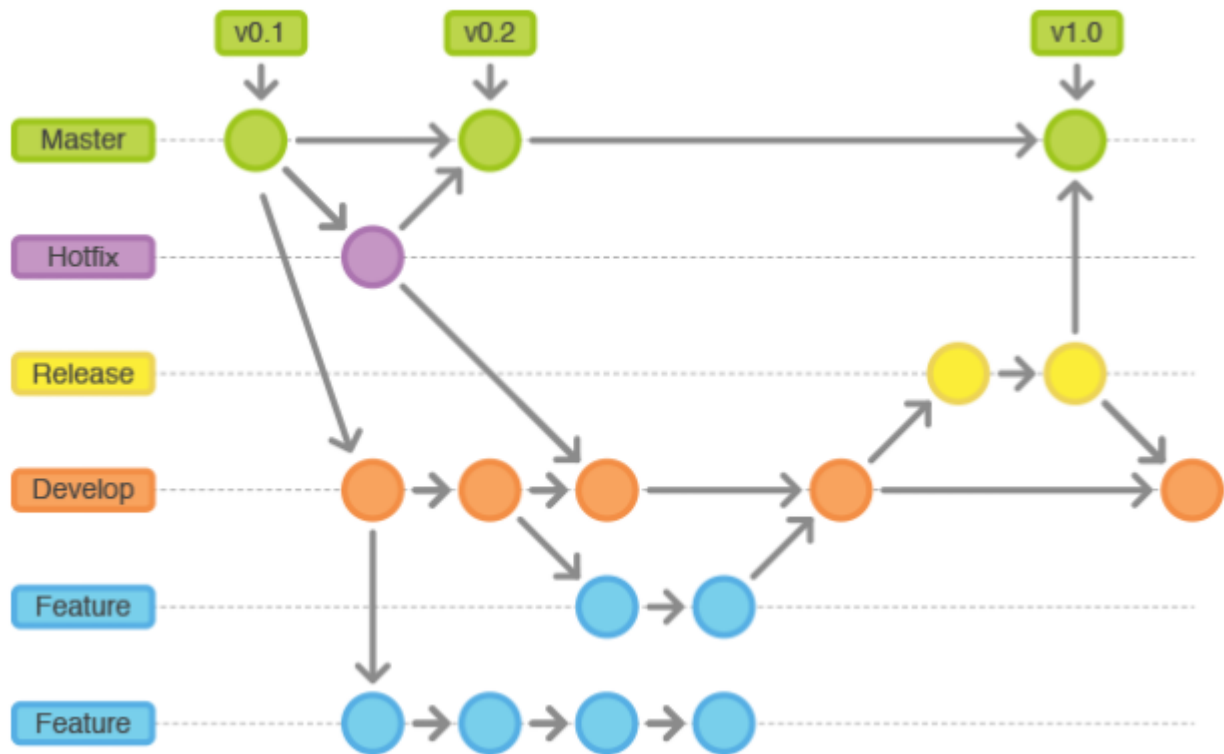 v0.1
v0.2
v1.0
Master
Hotfix
Release
Develop
Feature
Feature